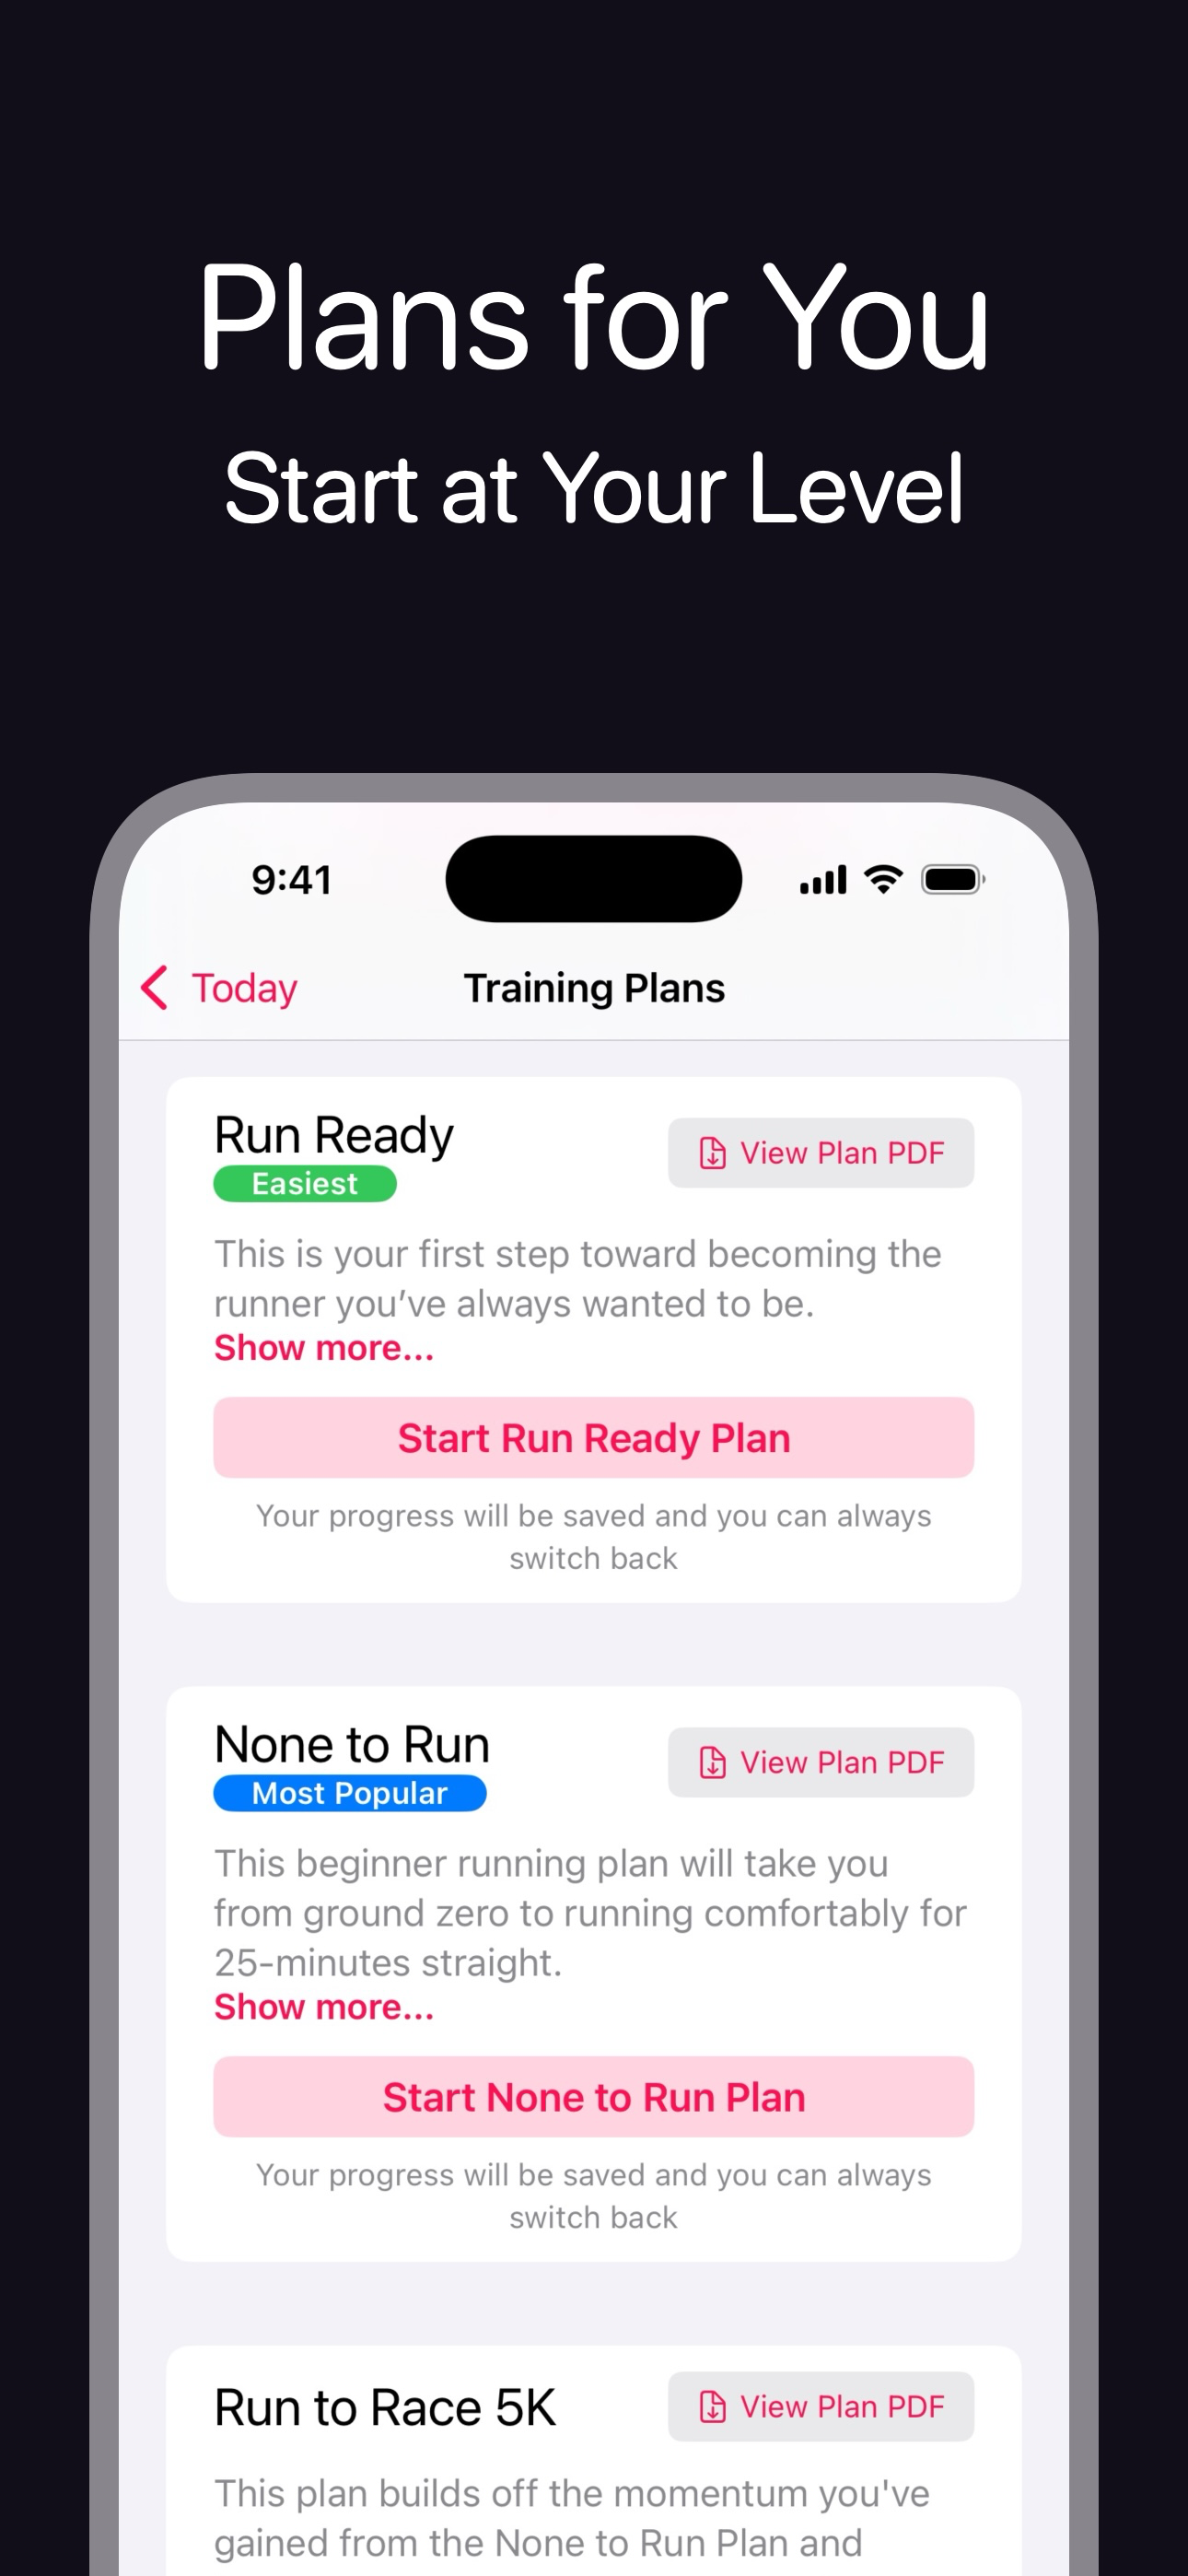 Plans for You
Start at Your Level
9:41
Today
Training Plans
Run Ready
View Plan PDF
Easiest
This is your first step toward becoming the
runner you’ve always wanted to be.
Show more...
Start Run Ready Plan
Your progress will be saved and you can always
switch back
None to Run
View Plan PDF
Most Popular
This beginner running plan will take you
from ground zero to running comfortably for
25-minutes straight.
Show more...
Start None to Run Plan
Your progress will be saved and you can always
switch back
Run to Race 5K
View Plan PDF
This plan builds off the momentum you've
gained from the None to Run Plan and